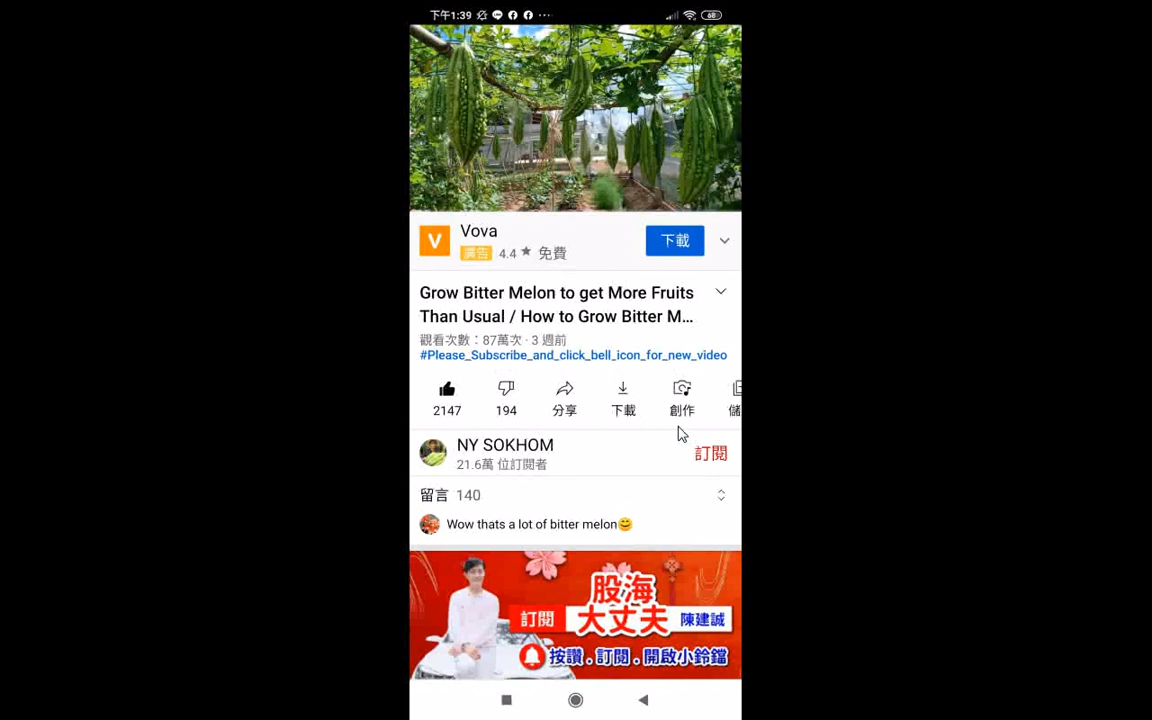 下午1:39 68
Vova
廣告 4.4 ★ 免費
下載
Grow Bitter Melon to get More Fruits
Than Usual / How to Grow Bitter M...
觀看次數：87萬次 · 3 週前
#Please_Subscribe_and_click_bell_icon_for_new_video
2147 194 分享 下載 創作 儲
NY SOKHOM
21.6萬 位訂閱者
訂閱
留言 140
Wow thats a lot of bitter melon😄
股海
訂閱 大丈夫 陳建誠
按讚.訂閱.開啟小鈴鐺